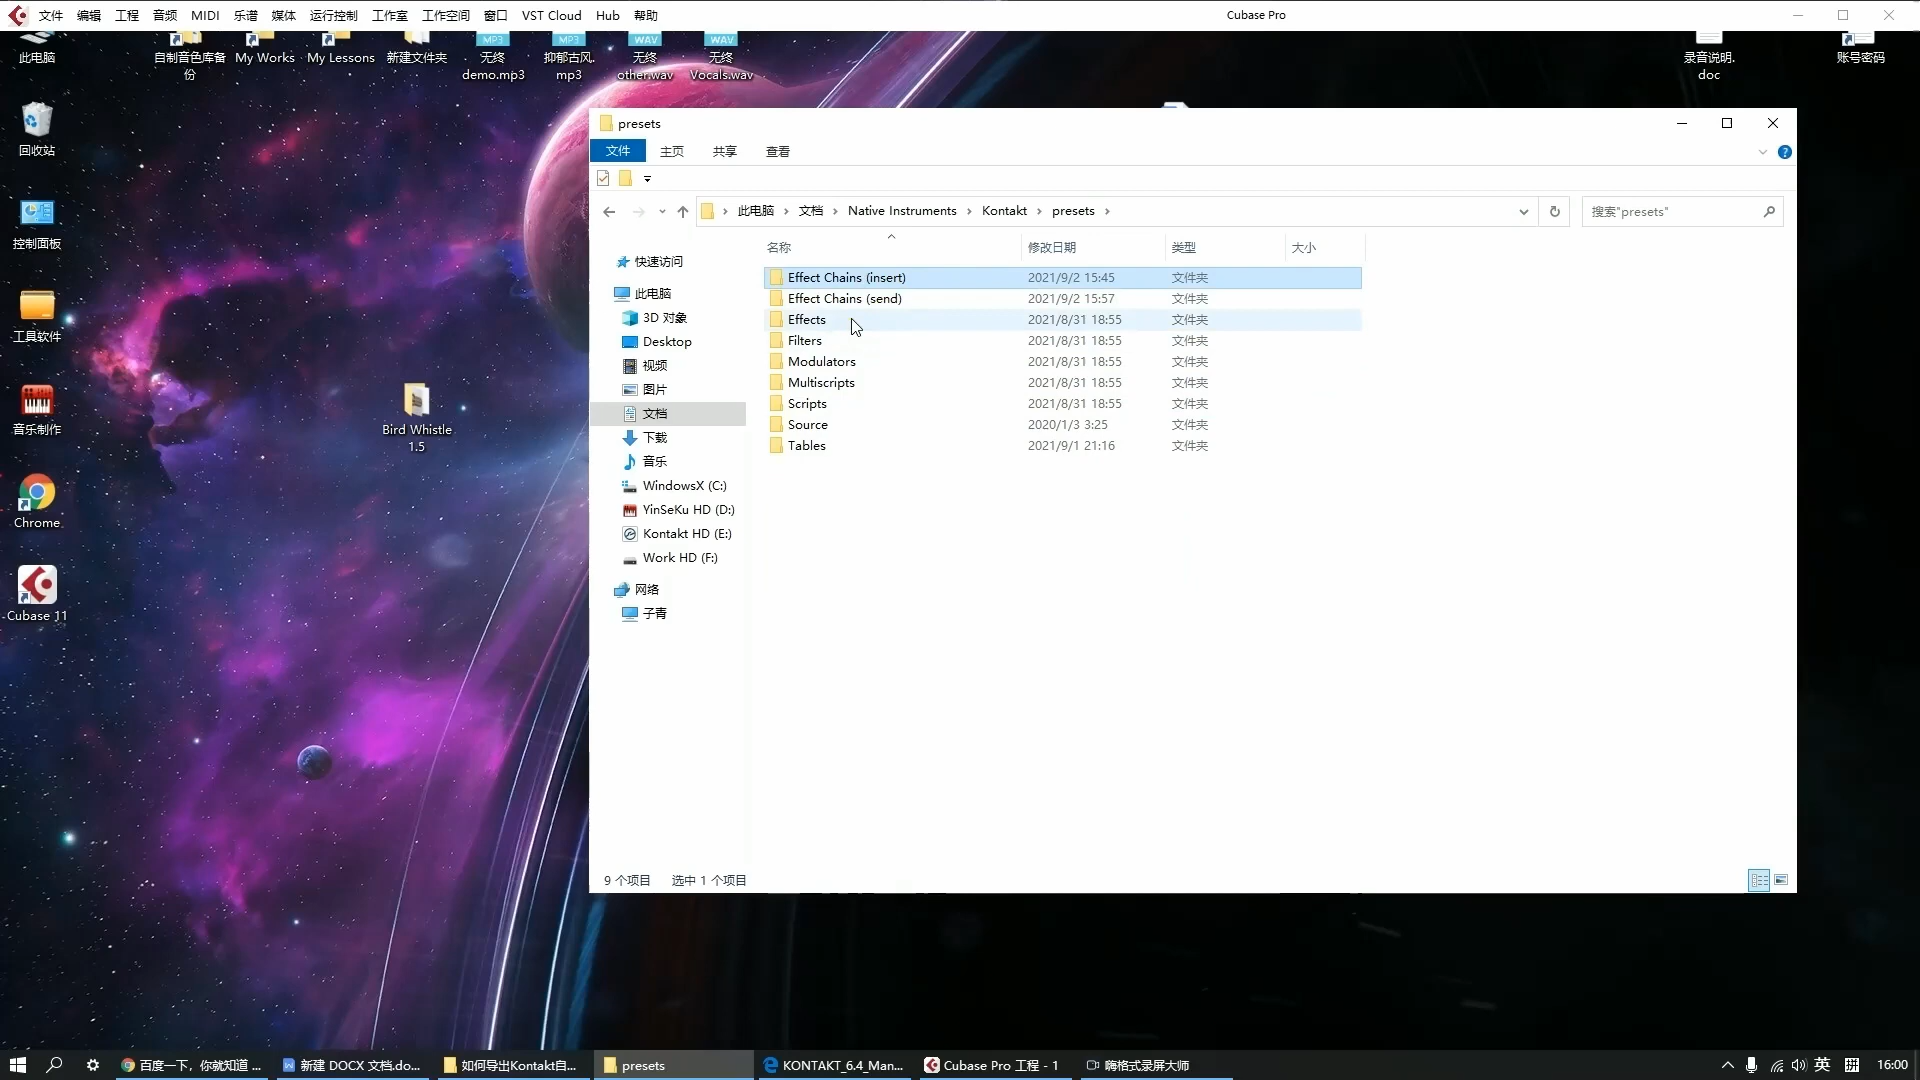 文件 编辑 工程 音频 MIDI 乐谱 媒体 运行控制 工作室 工作空间 窗口 VST Cloud Hub 帮助 Cubase Pro
MP3 MP3 WAV WAV
此电脑 自制音色库备份 My Works My Lessons 新建文件夹 无终 demo.mp3 抑郁古风.mp3 无终 other.wav 无终 Vocals.wav 录音说明.doc 账号密码
回收站
控制面板
工具软件
音乐制作
Chrome
Cubase 11
Bird Whistle 1.5
presets
文件 主页 共享 查看
此电脑 文档 Native Instruments Kontakt presets 搜索"presets"
名称 修改日期 类型 大小
快速访问
此电脑
3D 对象
Desktop
视频
图片
文档
下载
音乐
WindowsX (C:)
YinSeKu HD (D:)
Kontakt HD (E:)
Work HD (F:)
网络
子青
Effect Chains (insert) 2021/9/2 15:45 文件夹
Effect Chains (send) 2021/9/2 15:57 文件夹
Effects 2021/8/31 18:55 文件夹
Filters 2021/8/31 18:55 文件夹
Modulators 2021/8/31 18:55 文件夹
Multiscripts 2021/8/31 18:55 文件夹
Scripts 2021/8/31 18:55 文件夹
Source 2020/1/3 3:25 文件夹
Tables 2021/9/1 21:16 文件夹
9 个项目 选中 1 个项目
百度一下，你就知道 ... 新建 DOCX 文档.do... 如何导出Kontakt自... presets KONTAKT_6.4_Man... Cubase Pro 工程 - 1 嗨格式录屏大师 英 16:00